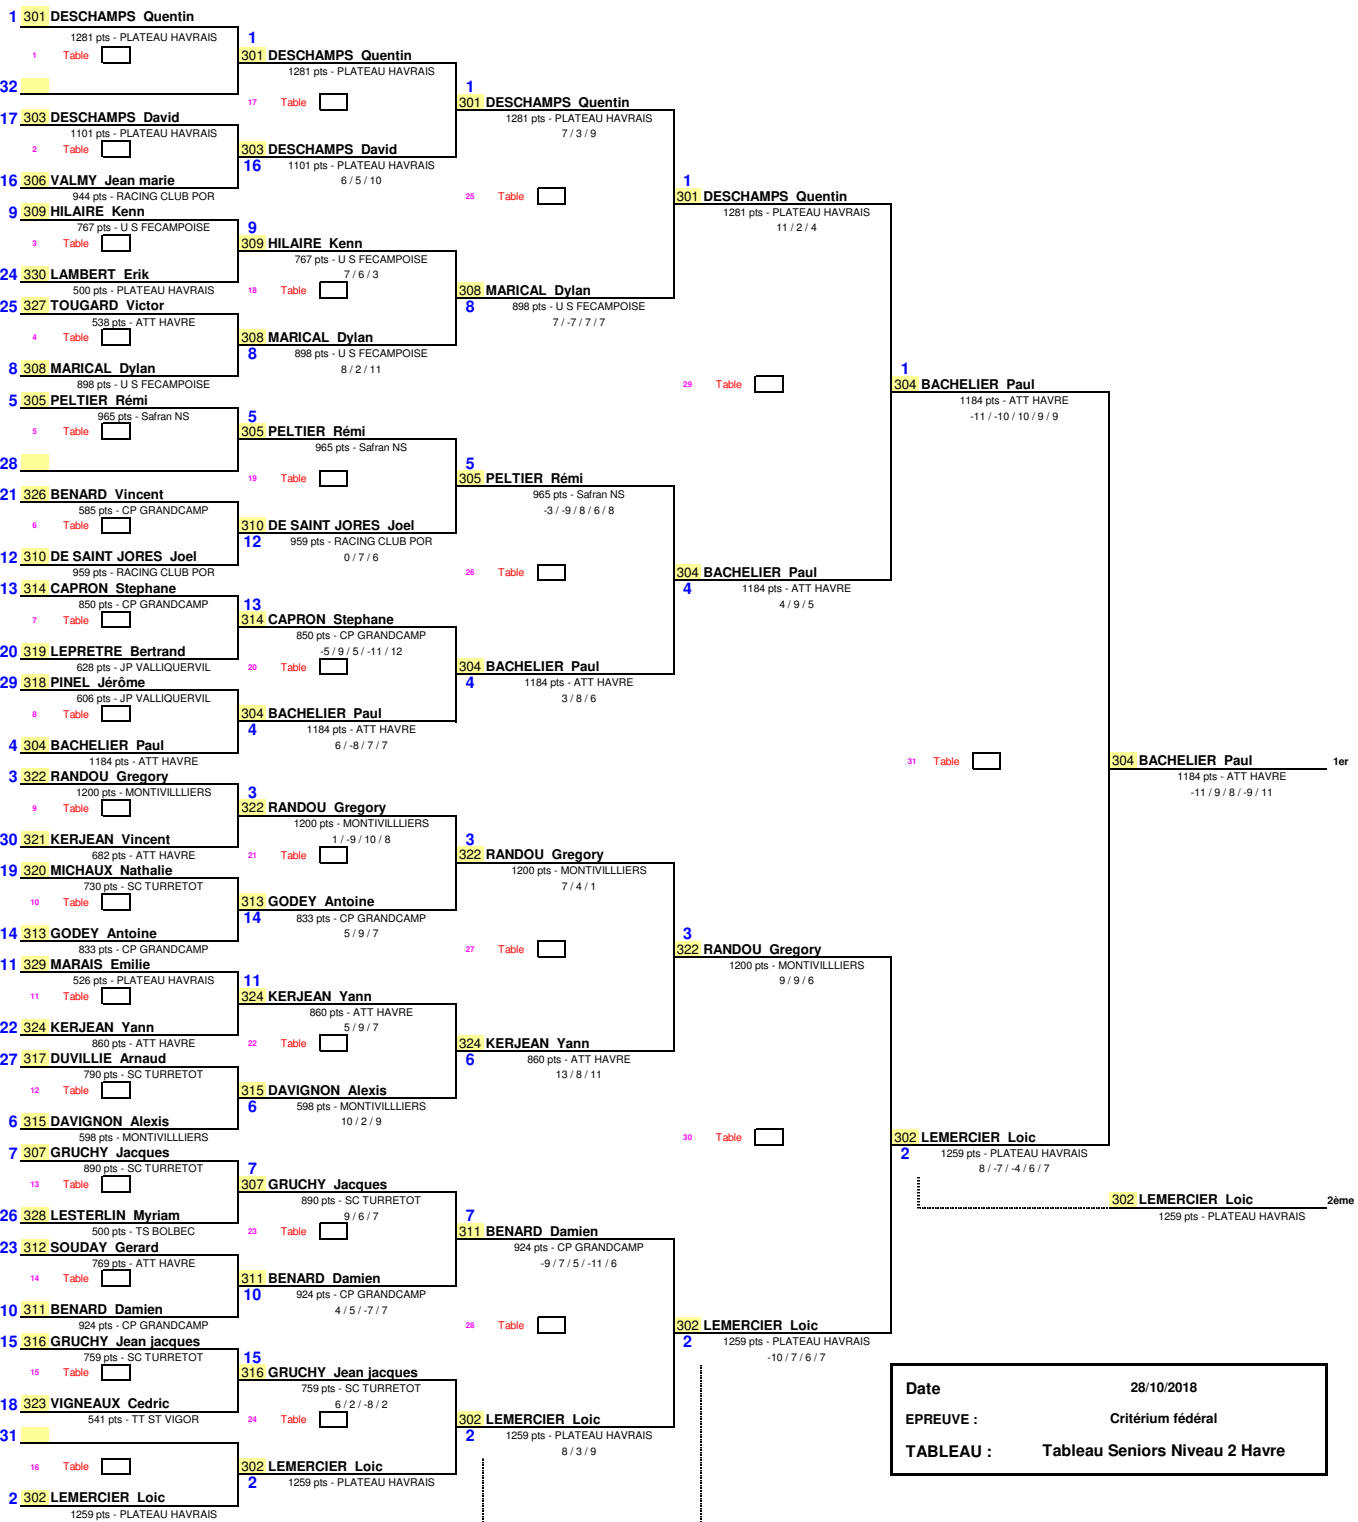 1 301 DESCHAMPS Quentin
1281 pts - PLATEAU HAVRAIS
1 Table
32
17 303 DESCHAMPS David
1101 pts - PLATEAU HAVRAIS
2 Table
16 306 VALMY Jean marie
944 pts - RACING CLUB POR
9 309 HILAIRE Kenn
767 pts - U S FECAMPOISE
3 Table
24 330 LAMBERT Erik
500 pts - PLATEAU HAVRAIS
25 327 TOUGARD Victor
538 pts - ATT HAVRE
4 Table
8 308 MARICAL Dylan
898 pts - U S FECAMPOISE
5 305 PELTIER Rémi
965 pts - Safran NS
5 Table
28
21 326 BENARD Vincent
585 pts - CP GRANDCAMP
6 Table
12 310 DE SAINT JORES Joel
959 pts - RACING CLUB POR
13 314 CAPRON Stephane
850 pts - CP GRANDCAMP
7 Table
20 319 LEPRETRE Bertrand
628 pts - JP VALLIQUERVIL
29 318 PINEL Jérôme
606 pts - JP VALLIQUERVIL
8 Table
4 304 BACHELIER Paul
1184 pts - ATT HAVRE
3 322 RANDOU Gregory
1200 pts - MONTIVILLLIERS
9 Table
30 321 KERJEAN Vincent
682 pts - ATT HAVRE
19 320 MICHAUX Nathalie
730 pts - SC TURRETOT
10 Table
14 313 GODEY Antoine
833 pts - CP GRANDCAMP
11 329 MARAIS Emilie
526 pts - PLATEAU HAVRAIS
11 Table
22 324 KERJEAN Yann
860 pts - ATT HAVRE
27 317 DUVILLIE Arnaud
790 pts - SC TURRETOT
12 Table
6 315 DAVIGNON Alexis
598 pts - MONTIVILLLIERS
7 307 GRUCHY Jacques
890 pts - SC TURRETOT
13 Table
26 328 LESTERLIN Myriam
500 pts - TS BOLBEC
23 312 SOUDAY Gerard
769 pts - ATT HAVRE
14 Table
10 311 BENARD Damien
924 pts - CP GRANDCAMP
15 316 GRUCHY Jean jacques
759 pts - SC TURRETOT
15 Table
18 323 VIGNEAUX Cedric
541 pts - TT ST VIGOR
31
16 Table
2 302 LEMERCIER Loic
1259 pts - PLATEAU HAVRAIS
1
301 DESCHAMPS Quentin
1281 pts - PLATEAU HAVRAIS
17 Table
303 DESCHAMPS David
16 1101 pts - PLATEAU HAVRAIS
6 / 5 / 10
9
309 HILAIRE Kenn
767 pts - U S FECAMPOISE
7 / 6 / 3
18 Table
308 MARICAL Dylan
8 898 pts - U S FECAMPOISE
8 / 2 / 11
5
305 PELTIER Rémi
965 pts - Safran NS
19 Table
310 DE SAINT JORES Joel
12 959 pts - RACING CLUB POR
0 / 7 / 6
13
314 CAPRON Stephane
850 pts - CP GRANDCAMP
-5 / 9 / 5 / -11 / 12
20 Table
304 BACHELIER Paul
4 1184 pts - ATT HAVRE
6 / -8 / 7 / 7
3
322 RANDOU Gregory
1200 pts - MONTIVILLLIERS
1 / -9 / 10 / 8
21 Table
313 GODEY Antoine
14 833 pts - CP GRANDCAMP
5 / 9 / 7
11
324 KERJEAN Yann
860 pts - ATT HAVRE
5 / 9 / 7
22 Table
315 DAVIGNON Alexis
6 598 pts - MONTIVILLLIERS
10 / 2 / 9
7
307 GRUCHY Jacques
890 pts - SC TURRETOT
9 / 6 / 7
23 Table
311 BENARD Damien
10 924 pts - CP GRANDCAMP
4 / 5 / -7 / 7
15
316 GRUCHY Jean jacques
759 pts - SC TURRETOT
6 / 2 / -8 / 2
24 Table
302 LEMERCIER Loic
2 1259 pts - PLATEAU HAVRAIS
1
301 DESCHAMPS Quentin
1281 pts - PLATEAU HAVRAIS
7 / 3 / 9
25 Table
308 MARICAL Dylan
8 898 pts - U S FECAMPOISE
7 / -7 / 7 / 7
5
305 PELTIER Rémi
965 pts - Safran NS
-3 / -9 / 8 / 6 / 8
26 Table
304 BACHELIER Paul
4 1184 pts - ATT HAVRE
3 / 8 / 6
3
322 RANDOU Gregory
1200 pts - MONTIVILLLIERS
7 / 4 / 1
27 Table
324 KERJEAN Yann
6 860 pts - ATT HAVRE
13 / 8 / 11
7
311 BENARD Damien
924 pts - CP GRANDCAMP
-9 / 7 / 5 / -11 / 6
28 Table
302 LEMERCIER Loic
2 1259 pts - PLATEAU HAVRAIS
8 / 3 / 9
1
301 DESCHAMPS Quentin
1281 pts - PLATEAU HAVRAIS
11 / 2 / 4
29 Table
304 BACHELIER Paul
4 1184 pts - ATT HAVRE
4 / 9 / 5
3
322 RANDOU Gregory
1200 pts - MONTIVILLLIERS
9 / 9 / 6
30 Table
302 LEMERCIER Loic
2 1259 pts - PLATEAU HAVRAIS
-10 / 7 / 6 / 7
1
304 BACHELIER Paul
1184 pts - ATT HAVRE
-11 / -10 / 10 / 9 / 9
31 Table
302 LEMERCIER Loic
2 1259 pts - PLATEAU HAVRAIS
8 / -7 / -4 / 6 / 7
304 BACHELIER Paul 1er
1184 pts - ATT HAVRE
-11 / 9 / 8 / -9 / 11
302 LEMERCIER Loic 2ème
1259 pts - PLATEAU HAVRAIS
Date 28/10/2018
EPREUVE : Critérium fédéral
TABLEAU : Tableau Seniors Niveau 2 Havre